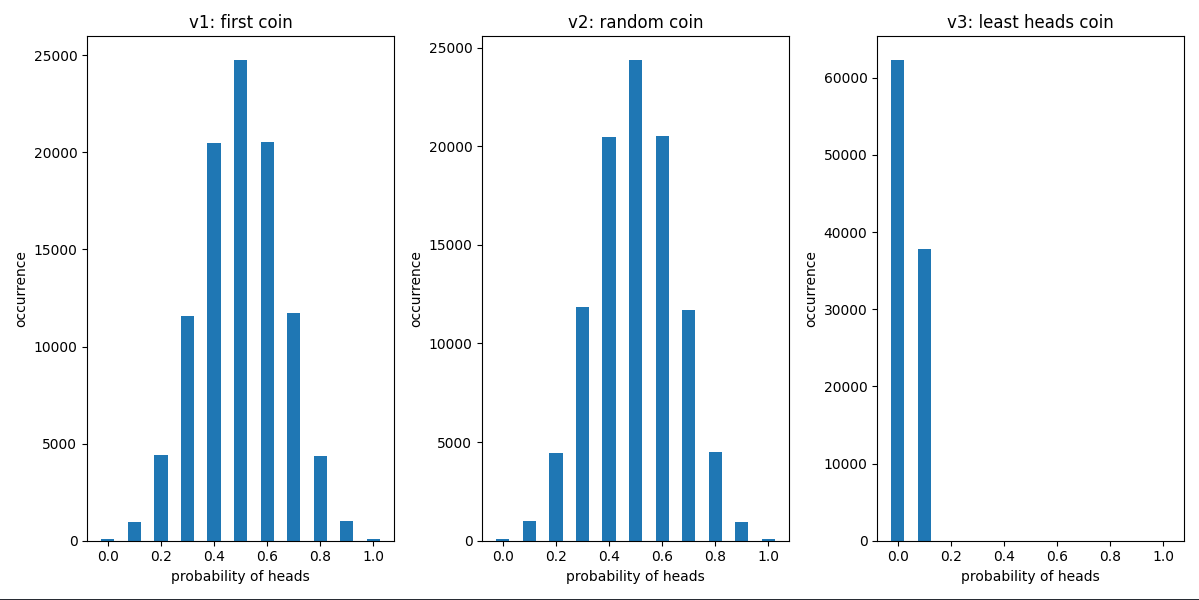 v1: first coin
25000
20000
15000
10000
5000
0
occurrence
0.0 0.2 0.4 0.6 0.8 1.0
probability of heads
v2: random coin
25000
20000
15000
10000
5000
0
occurrence
0.0 0.2 0.4 0.6 0.8 1.0
probability of heads
v3: least heads coin
60000
50000
40000
30000
20000
10000
0
occurrence
0.0 0.2 0.4 0.6 0.8 1.0
probability of heads